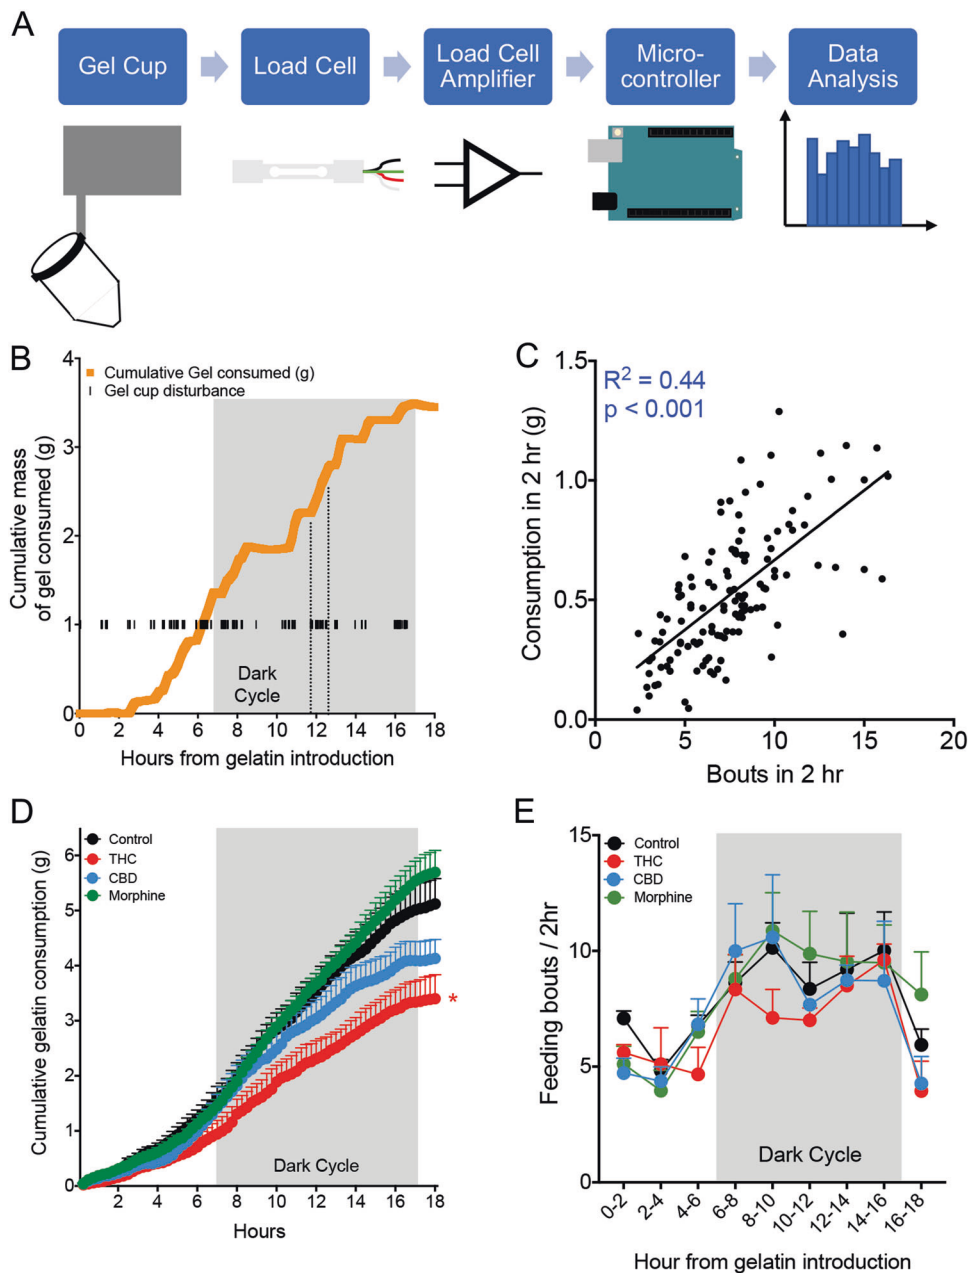 A
Gel Cup
Load Cell
Load Cell
Amplifier
Micro-
controller
Data
Analysis
B
Cumulative mass
of gel consumed (g)
4
3
2
1
0
Cumulative Gel consumed (g)
Gel cup disturbance
Dark
Cycle
0 2 4 6 8 10 12 14 16 18
Hours from gelatin introduction
C
Consumption in 2 hr (g)
1.5
1.0
0.5
0.0
R² = 0.44
p < 0.001
0 5 10 15 20
Bouts in 2 hr
D
Cumulative gelatin consumption (g)
6
5
4
3
2
1
0
Control
THC
CBD
Morphine
*
Dark Cycle
2 4 6 8 10 12 14 16 18
Hours
E
Feeding bouts / 2hr
15
10
5
0
Control
THC
CBD
Morphine
Dark Cycle
0-2 2-4 4-6 6-8 8-10 10-12 12-14 14-16 16-18
Hour from gelatin introduction